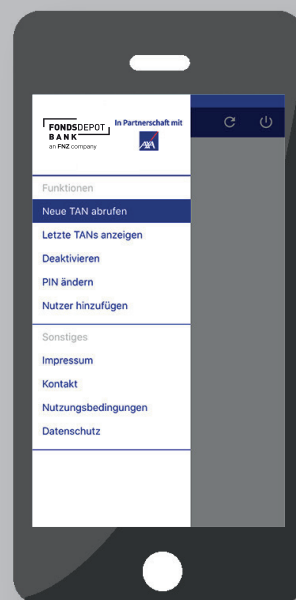 FONDSDEPOT
BANK
an FNZ company
In Partnerschaft mit
AXA
Funktionen
Neue TAN abrufen
Letzte TANs anzeigen
Deaktivieren
PIN ändern
Nutzer hinzufügen
Sonstiges
Impressum
Kontakt
Nutzungsbedingungen
Datenschutz